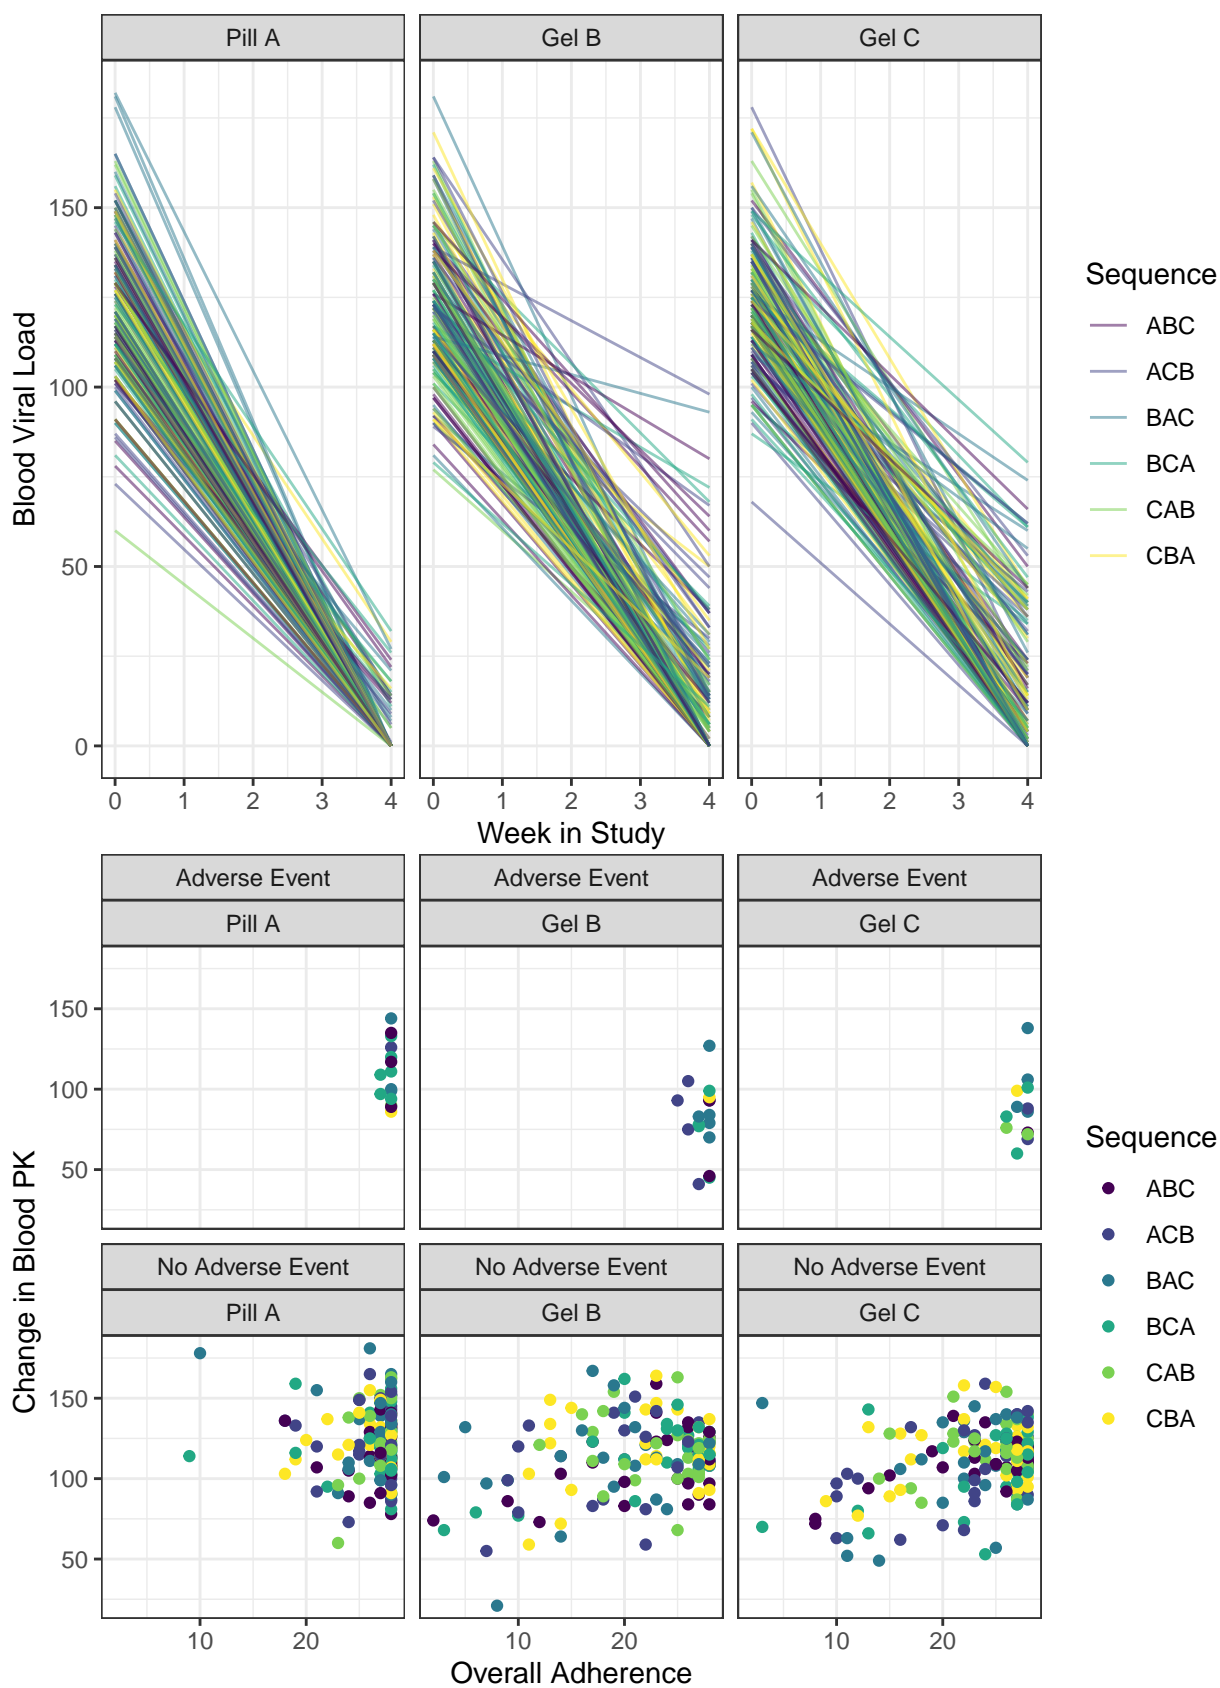 Pill A Gel B Gel C
150
100
50
0
Blood Viral Load
0 1 2 3 4 0 1 2 3 4 0 1 2 3 4
Week in Study
Sequence
ABC
ACB
BAC
BCA
CAB
CBA
Adverse Event Adverse Event Adverse Event
Pill A Gel B Gel C
150
100
50
No Adverse Event No Adverse Event No Adverse Event
Pill A Gel B Gel C
150
100
50
Change in Blood PK
10 20 10 20 10 20
Overall Adherence
Sequence
ABC
ACB
BAC
BCA
CAB
CBA